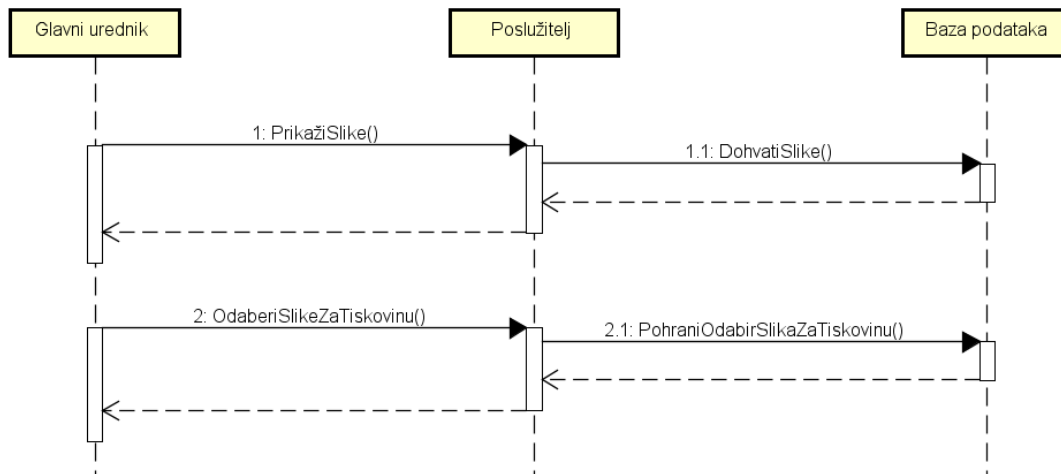 Glavni urednik
Poslužitelj
Baza podataka
1: PrikažiSlike()
1.1: DohvatiSlike()
2: OdaberiSlikeZaTiskovinu()
2.1: PohraniOdabirSlikaZaTiskovinu()